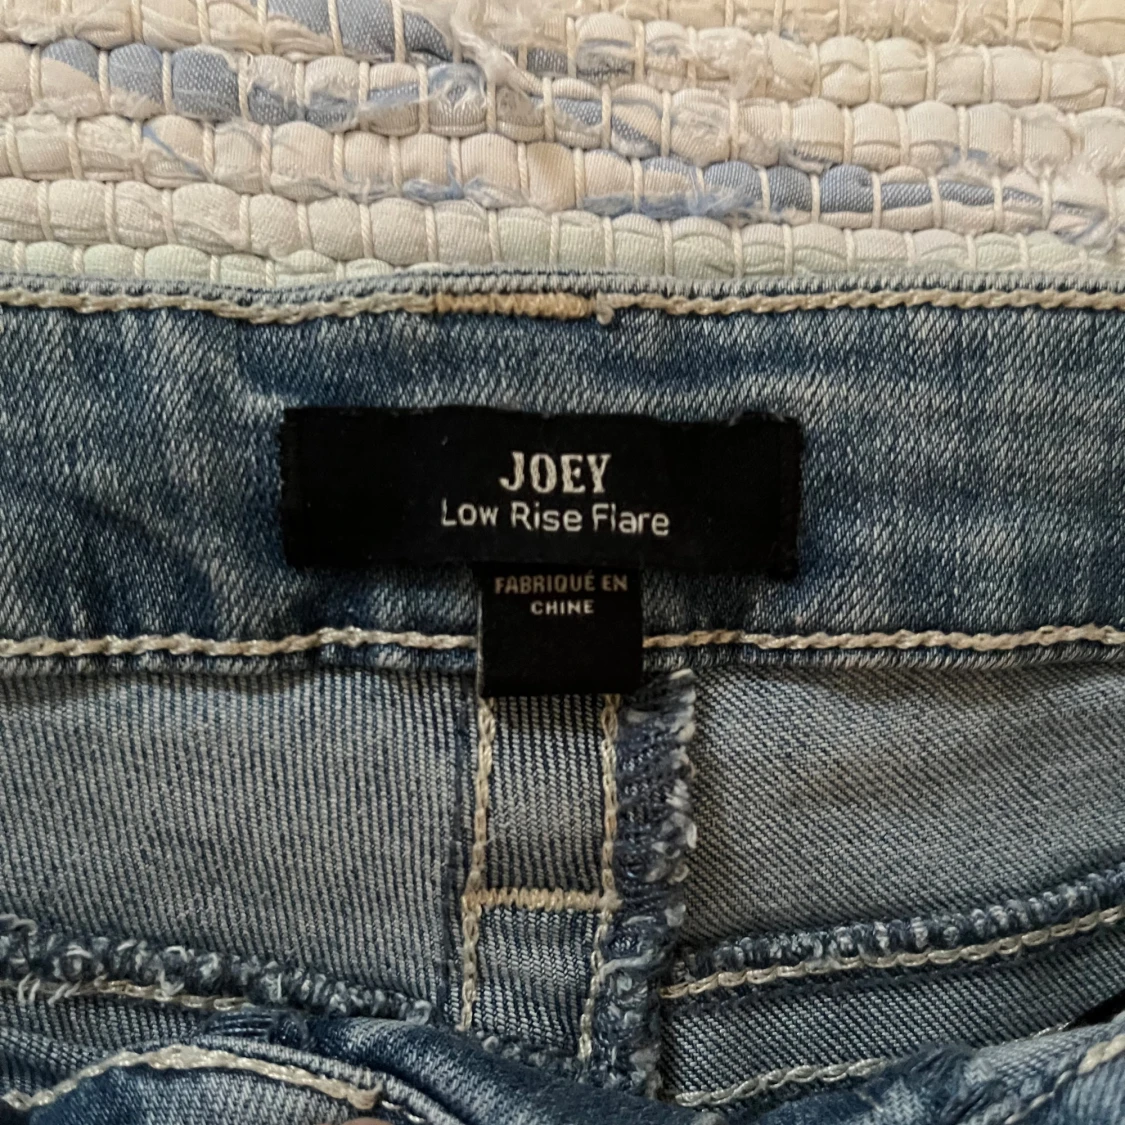 JOEY
Low Rise Flare
FABRIQUÉ EN
CHINE